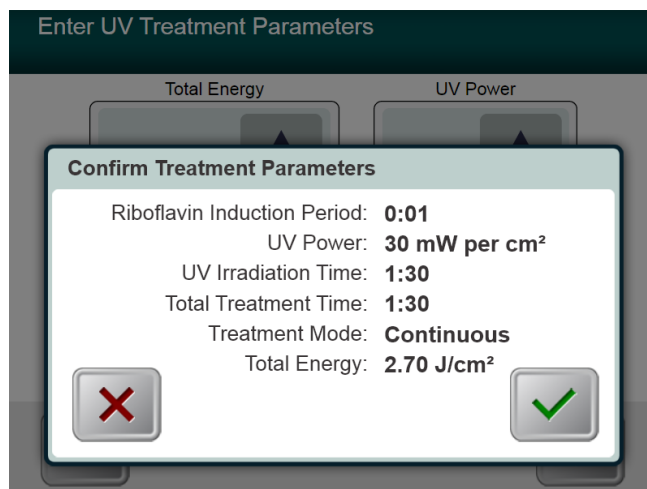 Enter UV Treatment Parameters
Total Energy UV Power
Confirm Treatment Parameters
Riboflavin Induction Period: 0:01
UV Power: 30 mW per cm²
UV Irradiation Time: 1:30
Total Treatment Time: 1:30
Treatment Mode: Continuous
Total Energy: 2.70 J/cm²